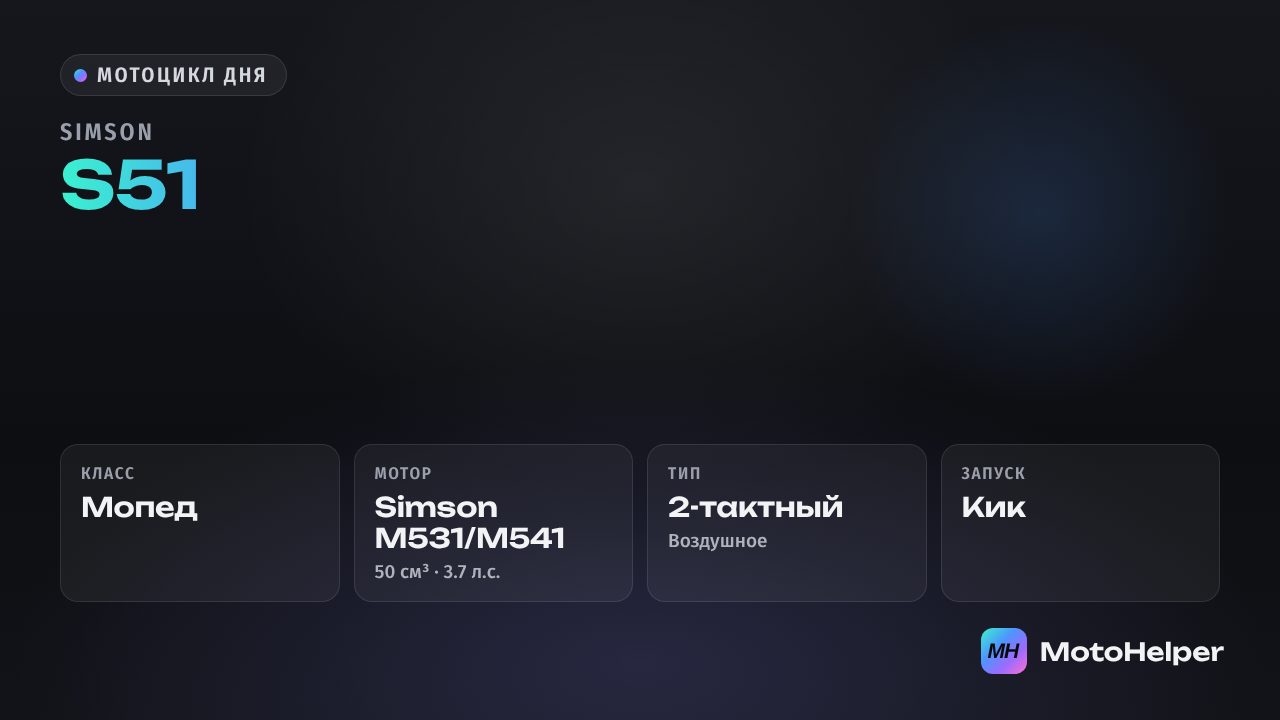 МОТОЦИКЛ ДНЯ
SIMSON
S51
КЛАСС
Мопед
МОТОР
Simson
M531/M541
50 см³ · 3.7 л.с.
ТИП
2-тактный
Воздушное
ЗАПУСК
Кик
MH MotoHelper